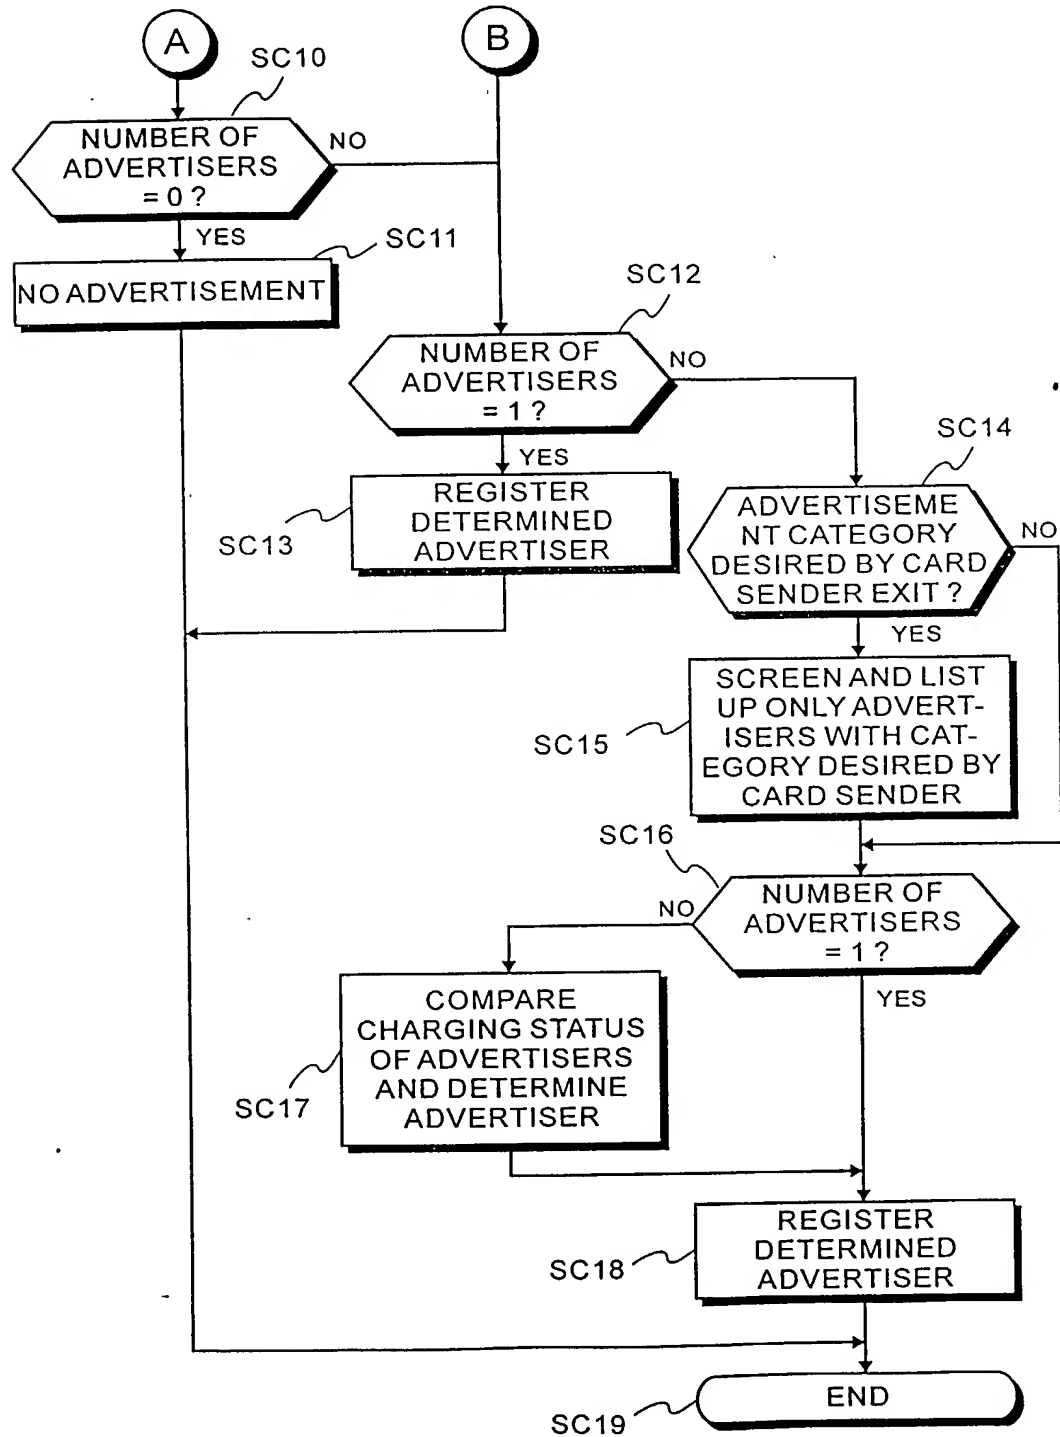 A
B
SC10
NUMBER OF
ADVERTISERS
= 0 ?
NO
YES
SC11
NO ADVERTISEMENT
SC12
NUMBER OF
ADVERTISERS
= 1 ?
NO
YES
SC13
REGISTER
DETERMINED
ADVERTISER
SC14
ADVERTISEME
NT CATEGORY
DESIRED BY CARD
SENDER EXIT ?
NO
YES
SC15
SCREEN AND LIST
UP ONLY ADVERT-
ISERS WITH CAT-
EGORY DESIRED BY
CARD SENDER
SC16
NUMBER OF
ADVERTISERS
= 1 ?
NO
YES
SC17
COMPARE
CHARGING STATUS
OF ADVERTISERS
AND DETERMINE
ADVERTISER
SC18
REGISTER
DETERMINED
ADVERTISER
SC19
END